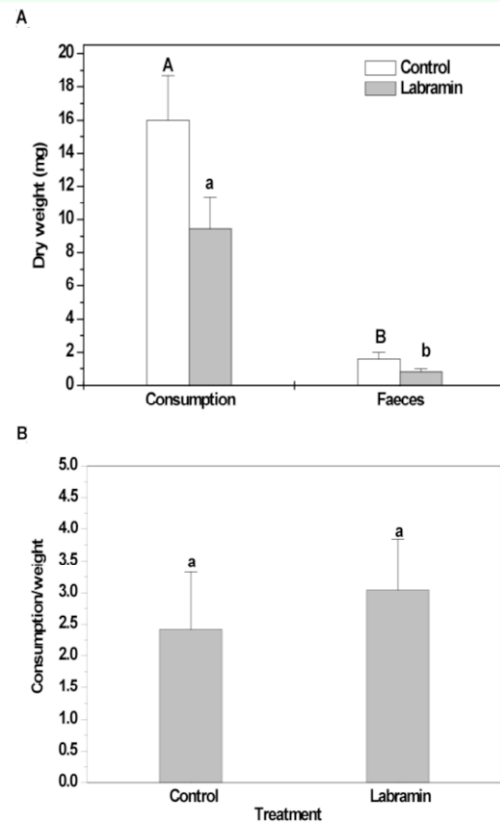 A
20
18
16
14
12
10
8
6
4
2
0
Dry weight (mg)
A
a
B
b
Control
Labramin
Consumption
Faeces
B
5.0
4.5
4.0
3.5
3.0
2.5
2.0
1.5
1.0
0.5
0.0
Consumption/weight
a
a
Control
Labramin
Treatment